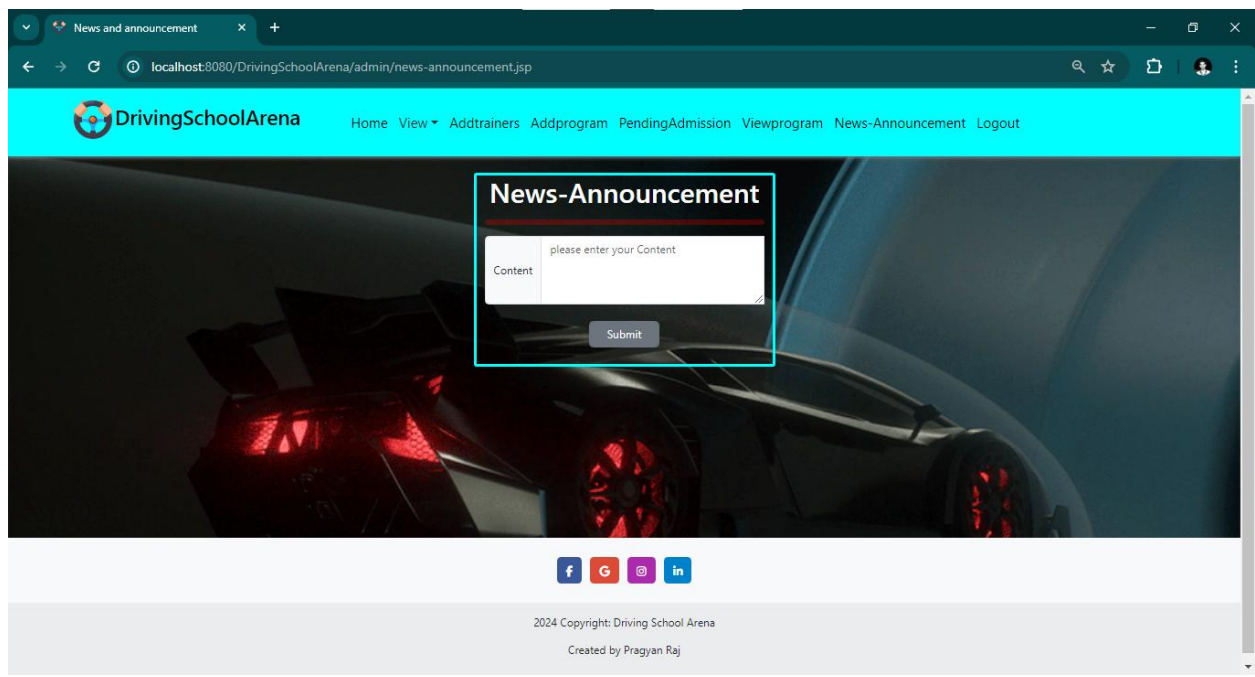 News and announcement
localhost:8080/DrivingSchoolArena/admin/news-announcement.jsp
DrivingSchoolArena Home View Addtrainers Addprogram PendingAdmission Viewprogram News-Announcement Logout
News-Announcement
please enter your Content
Content
Submit
f G in
2024 Copyright: Driving School Arena
Created by Pragyan Raj